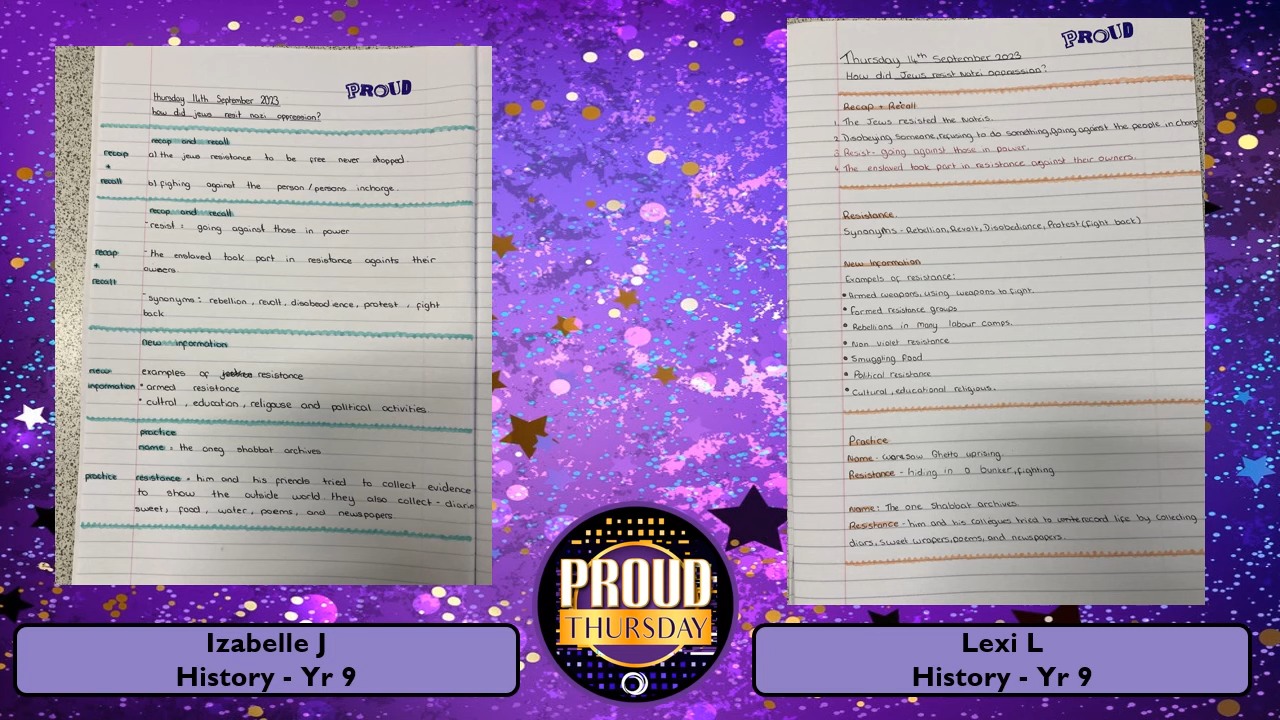 PROUD
Thursday 14th September 2023
how did jews resit nazi oppression?
recap and recall
recap
+
recall
a) the jews resistance to be free never stopped.
b) fighting against the person/persons incharge.
recap and recall
- resist: going against those in power
recap
+
recall
- the enslaved took part in resistance againts their
oweers.
- synonyms: rebellion, revolt, disobedience, protest, fight
back
New information
new
information
examples of resistance
• armed resistance
• cultral, education, religouse and political activities
practice
name: the oneg shabbat archives
practice
resistance - him and his friends tried to collect evidence
to show the outside world they also collect - diarie
sweet, food, water, poems, and newspapers
PROUD
Thursday 14th September 2023
How did Jews resist Nazi oppression?
Recap + Recall
1. The Jews resisted the Natzis.
2. Disobeying someone, refusing to do something, going against the people in charge
3. Resist- going against those in power.
4. The enslaved took part in resistance against their owners.
Resistance.
Synonyms - Rebellion, Revolt, Disobediance, Protest (fight back)
New Information
Exampels of resistance:
• Armed weapons, using weapons to fight.
• Formed resistance groups
• Rebellions in many labour camps.
• Non violet resistance
• Smuggling food
• Political resistance
• Cultural, educational religious.
Practice
Name - waresaw Ghetto uprising.
Resistance - hiding in a bunker, fighting
Name: The one Shabbat archives.
Resistance - him and his collegues tried to record life by collecting
diars, sweet wrapers, poems, and newspapers.
PROUD
THURSDAY
Izabelle J
History - Yr 9
Lexi L
History - Yr 9